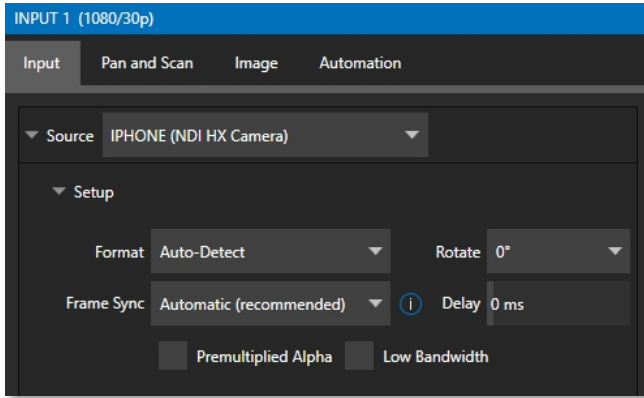 INPUT 1 (1080/30p)
Input Pan and Scan Image Automation
Source IPHONE (NDI HX Camera)
Setup
Format Auto-Detect Rotate 0°
Frame Sync Automatic (recommended) i Delay 0 ms
Premultiplied Alpha Low Bandwidth